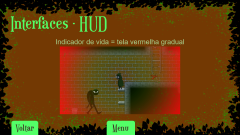 Interfaces - HUD
Indicador de vida = tela vermelha gradual
Voltar
Menu